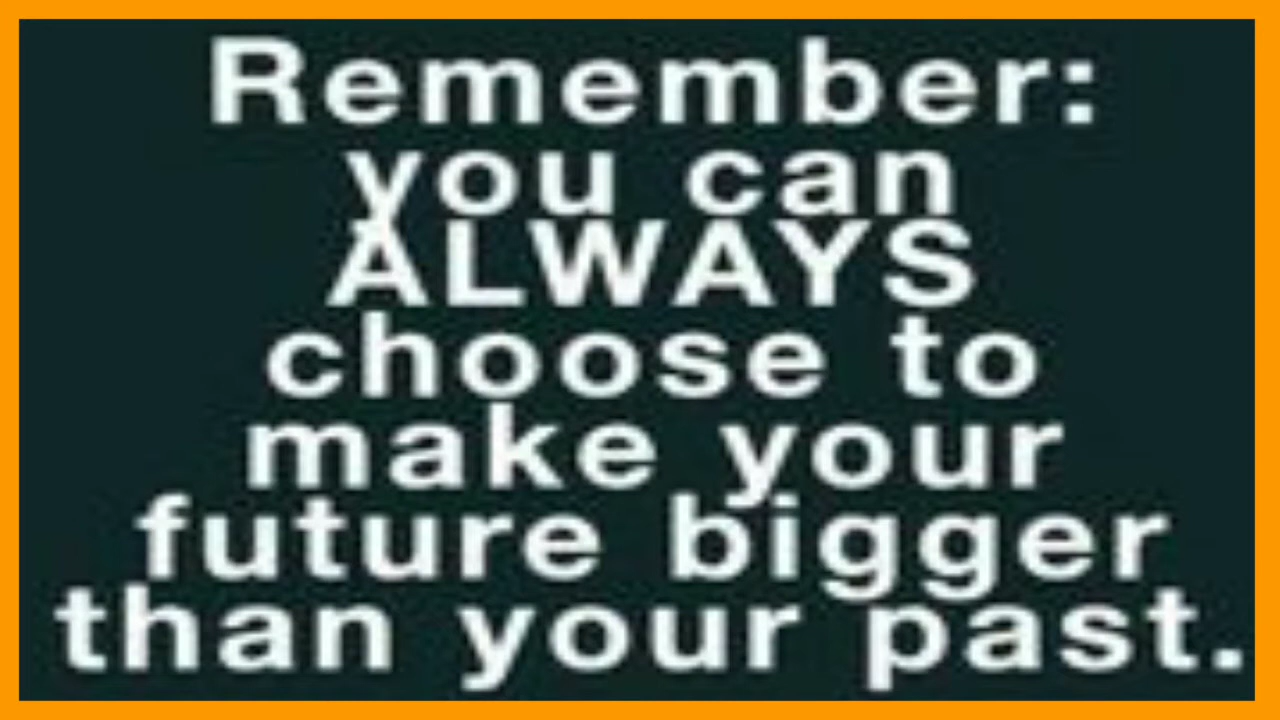 Remember:
you can
ALWAYS
choose to
make your
future bigger
than your past.